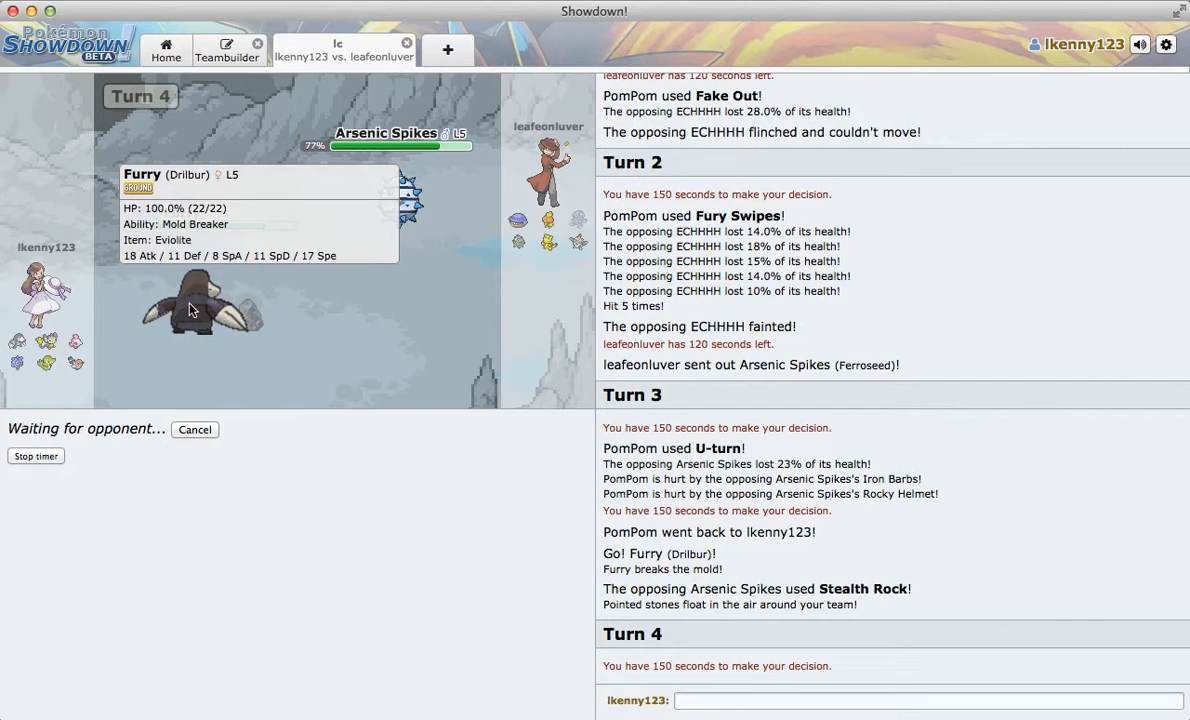 Showdown!
Pokémon
SHOWDOWN!
BETA
Home
Teambuilder
lc
lkenny123 vs. leafeonluver
+
lkenny123
Turn 4
Arsenic Spikes ♂ L5
77%
leafeonluver
lkenny123
Furry (Drilbur) ♀ L5
GROUND
HP: 100.0% (22/22)
Ability: Mold Breaker
Item: Eviolite
18 Atk / 11 Def / 8 SpA / 11 SpD / 17 Spe
Waiting for opponent... Cancel
Stop timer
leafeonluver has 120 seconds left.
PomPom used Fake Out!
The opposing ECHHHH lost 28.0% of its health!
The opposing ECHHHH flinched and couldn't move!
Turn 2
You have 150 seconds to make your decision.
PomPom used Fury Swipes!
The opposing ECHHHH lost 14.0% of its health!
The opposing ECHHHH lost 18% of its health!
The opposing ECHHHH lost 15% of its health!
The opposing ECHHHH lost 14.0% of its health!
The opposing ECHHHH lost 10% of its health!
Hit 5 times!
The opposing ECHHHH fainted!
leafeonluver has 120 seconds left.
leafeonluver sent out Arsenic Spikes (Ferroseed)!
Turn 3
You have 150 seconds to make your decision.
PomPom used U-turn!
The opposing Arsenic Spikes lost 23% of its health!
PomPom is hurt by the opposing Arsenic Spikes's Iron Barbs!
PomPom is hurt by the opposing Arsenic Spikes's Rocky Helmet!
You have 150 seconds to make your decision.
PomPom went back to lkenny123!
Go! Furry (Drilbur)!
Furry breaks the mold!
The opposing Arsenic Spikes used Stealth Rock!
Pointed stones float in the air around your team!
Turn 4
You have 150 seconds to make your decision.
lkenny123: